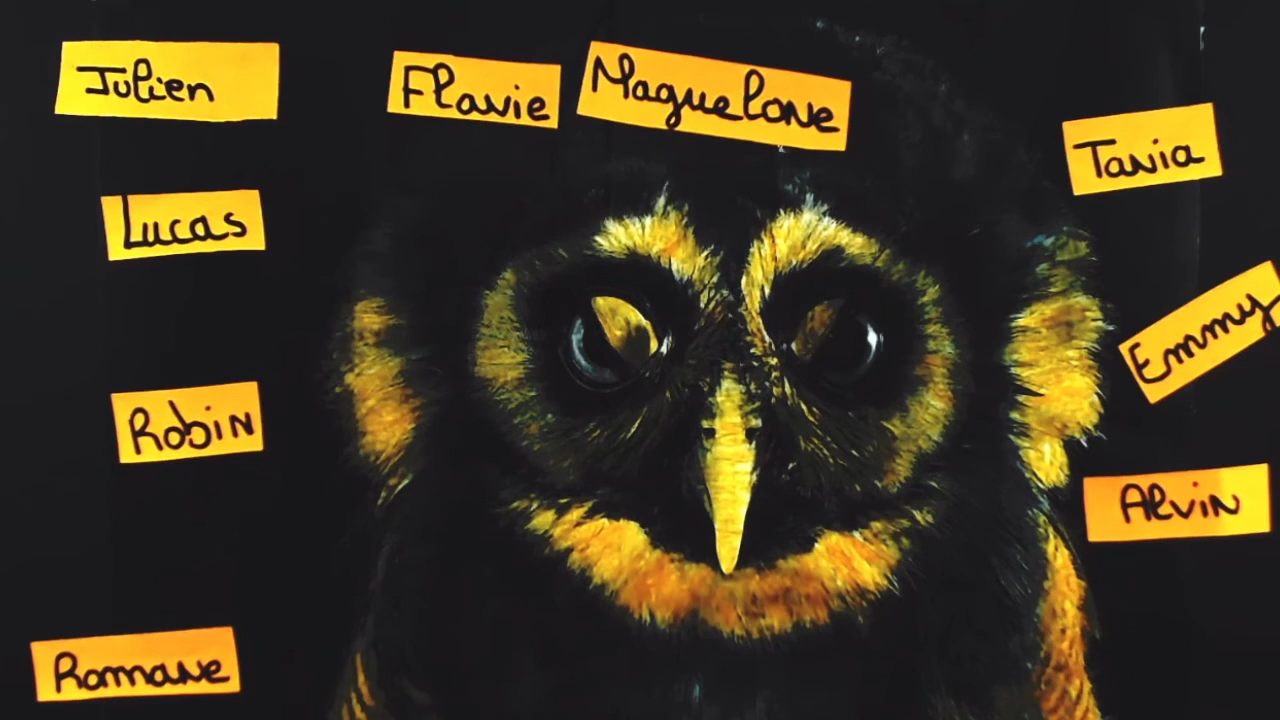 Julien
Flavie
Maguelone
Tania
Lucas
Emmy
Robin
Alvin
Romane